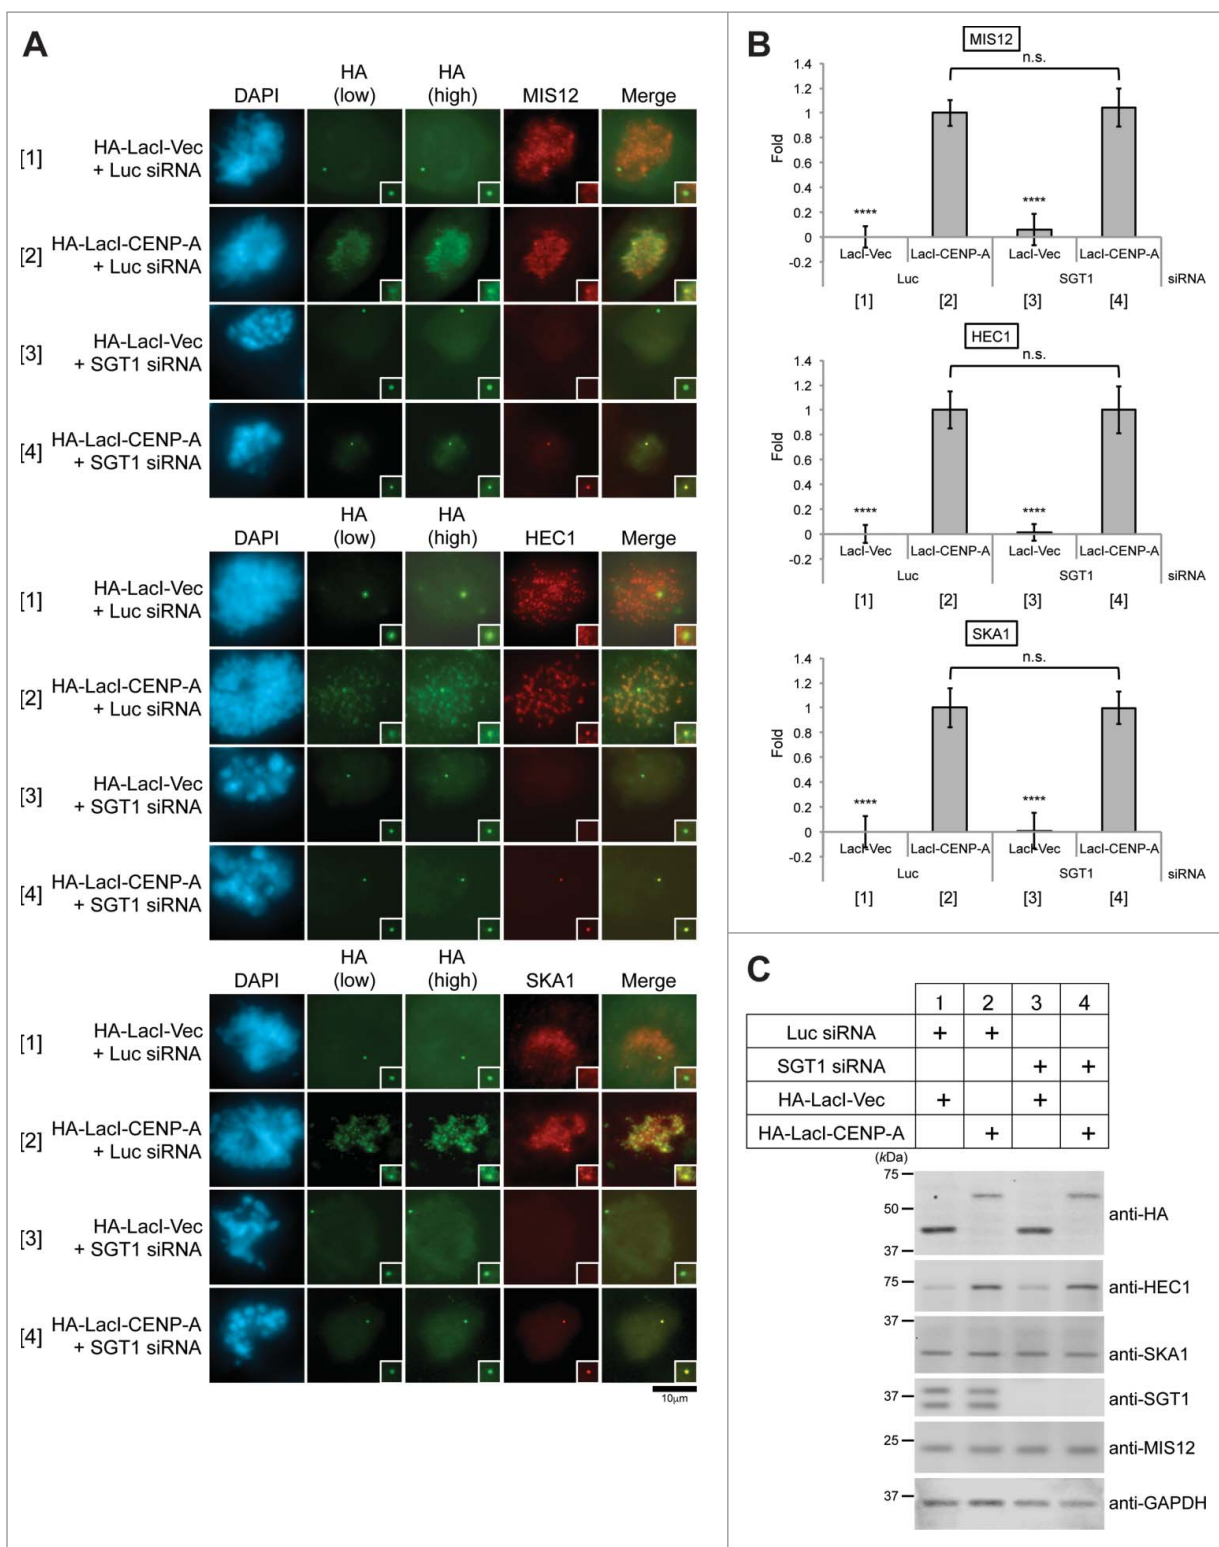 A
DAPI HA (low) HA (high) MIS12 Merge
[1] HA-LacI-Vec + Luc siRNA
[2] HA-LacI-CENP-A + Luc siRNA
[3] HA-LacI-Vec + SGT1 siRNA
[4] HA-LacI-CENP-A + SGT1 siRNA
DAPI HA (low) HA (high) HEC1 Merge
[1] HA-LacI-Vec + Luc siRNA
[2] HA-LacI-CENP-A + Luc siRNA
[3] HA-LacI-Vec + SGT1 siRNA
[4] HA-LacI-CENP-A + SGT1 siRNA
DAPI HA (low) HA (high) SKA1 Merge
[1] HA-LacI-Vec + Luc siRNA
[2] HA-LacI-CENP-A + Luc siRNA
[3] HA-LacI-Vec + SGT1 siRNA
[4] HA-LacI-CENP-A + SGT1 siRNA
10µm
B
MIS12
n.s.
Fold
1.4
1.2
1
0.8
0.6
0.4
0.2
0
-0.2
**** ****
LacI-Vec LacI-CENP-A LacI-Vec LacI-CENP-A
Luc SGT1 siRNA
[1] [2] [3] [4]
HEC1
n.s.
Fold
1.4
1.2
1
0.8
0.6
0.4
0.2
0
-0.2
**** ****
LacI-Vec LacI-CENP-A LacI-Vec LacI-CENP-A
Luc SGT1 siRNA
[1] [2] [3] [4]
SKA1
n.s.
Fold
1.4
1.2
1
0.8
0.6
0.4
0.2
0
-0.2
**** ****
LacI-Vec LacI-CENP-A LacI-Vec LacI-CENP-A
Luc SGT1 siRNA
[1] [2] [3] [4]
C
1 2 3 4
Luc siRNA + +
SGT1 siRNA + +
HA-LacI-Vec + +
HA-LacI-CENP-A + +
(kDa)
75
50
37
anti-HA
75
anti-HEC1
37
anti-SKA1
37
anti-SGT1
25
anti-MIS12
37
anti-GAPDH